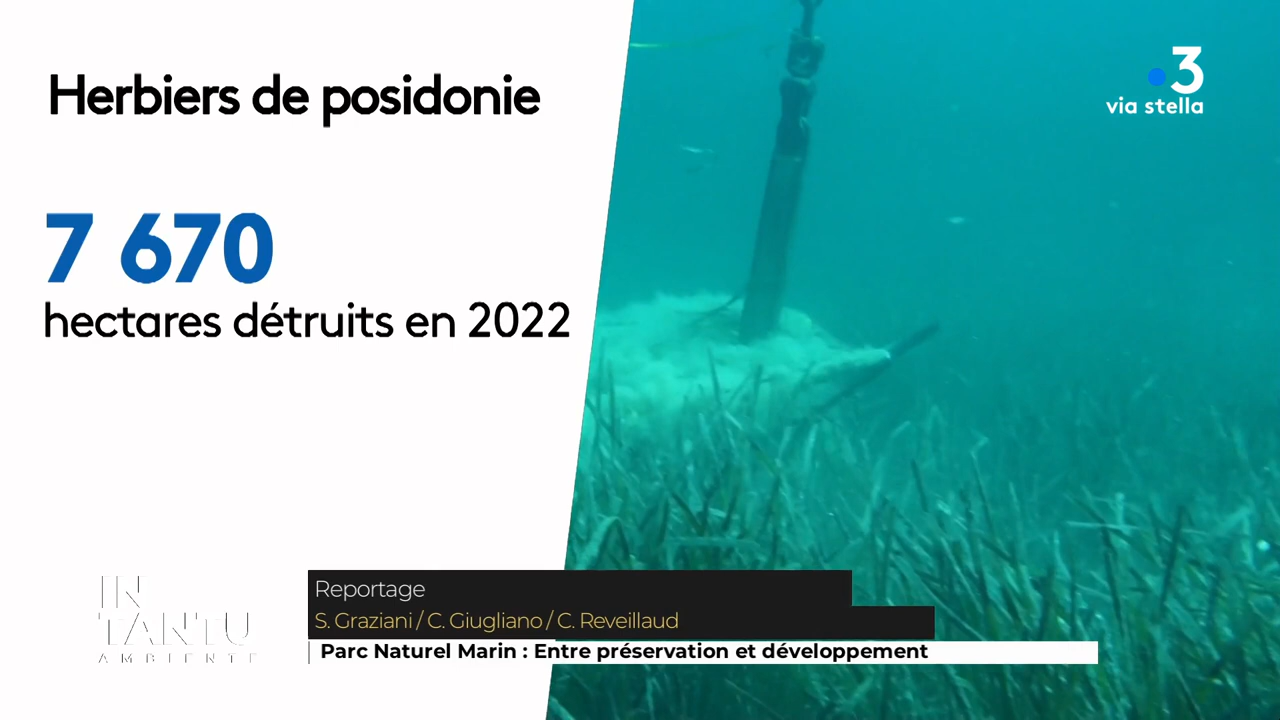 Herbiers de posidonie
3
via stella
7 670
hectares détruits en 2022
IN
TANTU
AMBIENTE
Reportage
S. Graziani / C. Giugliano / C. Reveillaud
Parc Naturel Marin : Entre préservation et développement